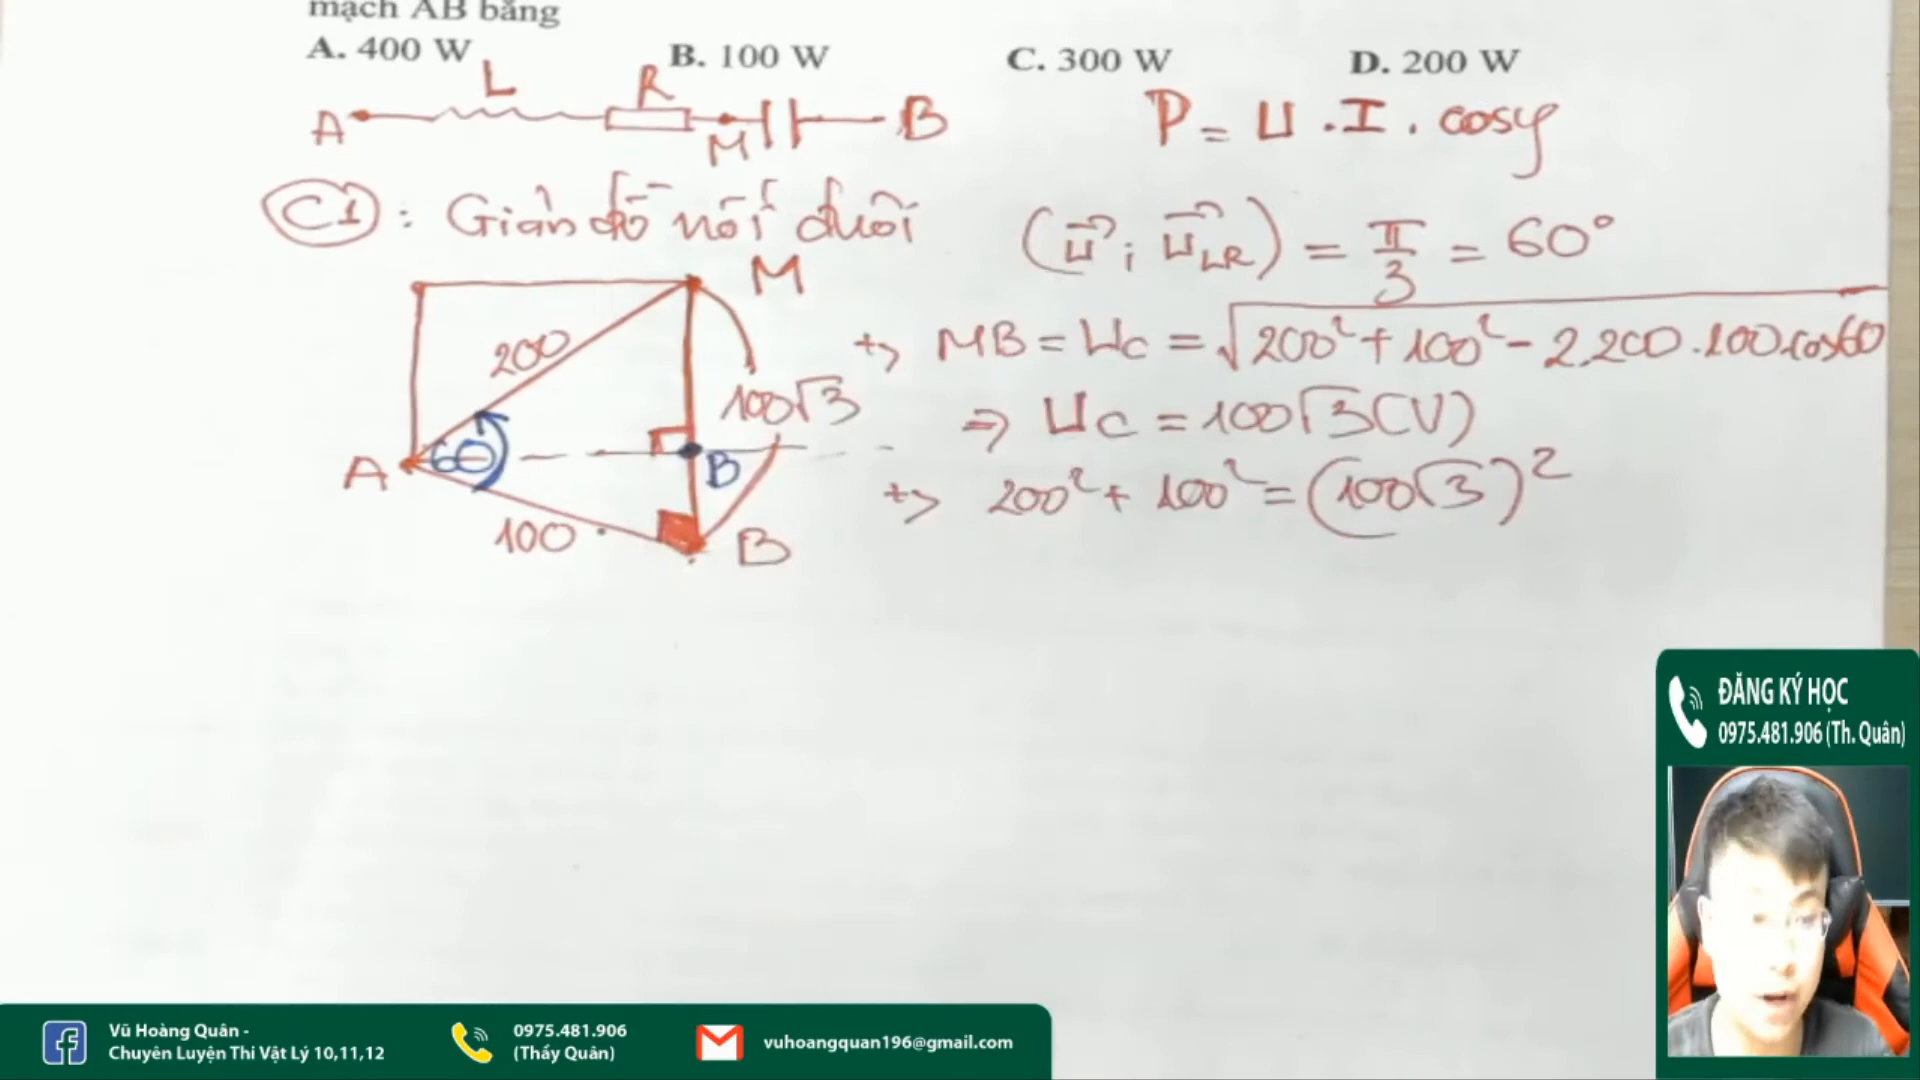 mạch AB bằng
A. 400 W B. 100 W C. 300 W D. 200 W
L R
A M B
P = U . I . cosφ
C1 : Giản đồ nối đuôi
(U ; ULR) = π/3 = 60°
M
200
100√3
A 60 B
100 B
+> MB = UC = √200² + 100² - 2.200.100.cos60
=> UC = 100√3 (V)
+> 200² + 100² = (100√3)²
ĐĂNG KÝ HỌC
0975.481.906 (Th. Quân)
Vũ Hoàng Quân -
Chuyên Luyện Thi Vật Lý 10,11,12
0975.481.906
(Thầy Quân)
vuhoangquan196@gmail.com